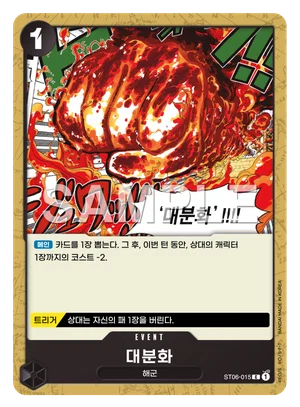 1
'대분화' !!!!
SAMPLE
메인 카드를 1장 뽑는다. 그 후, 이번 턴 동안, 상대의 캐릭터
1장까지의 코스트 -2.
트리거 상대는 자신의 패 1장을 버린다.
EVENT
대분화
해군
ST06-015 C 1